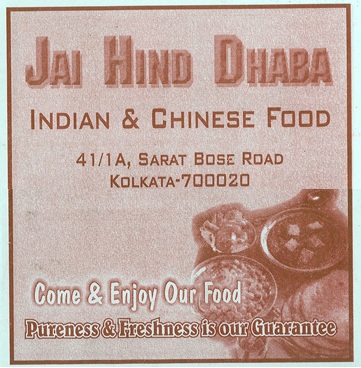 JAI HIND DHABA
INDIAN & CHINESE FOOD
41/1A, SARAT BOSE ROAD
KOLKATA-700020
Come & Enjoy Our Food
Pureness & Freshness is our Guarantee